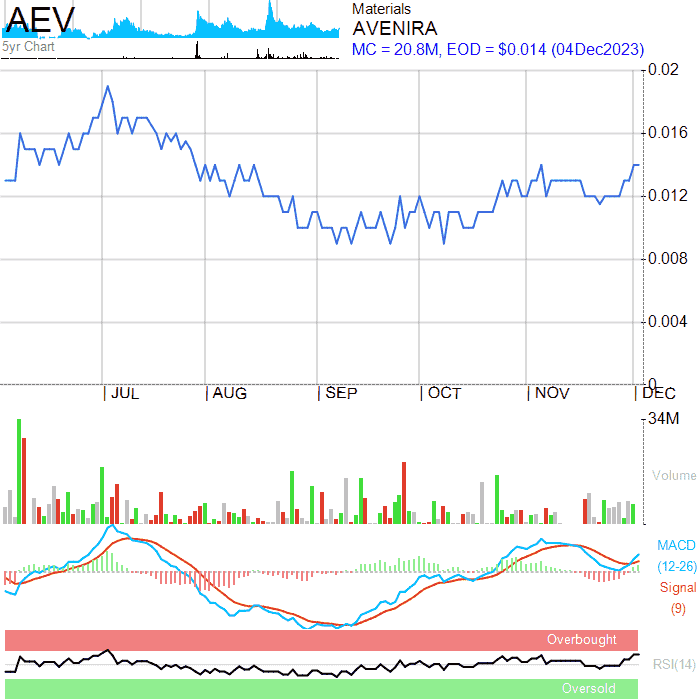 AEV
5yr Chart
Materials
AVENIRA
MC = 20.8M, EOD = $0.014 (04Dec2023)
0.02
0.016
0.012
0.008
0.004
0
JUL AUG SEP OCT NOV DEC
34M
Volume
MACD
(12-26)
Signal
(9)
Overbought
RSI(14)
Oversold